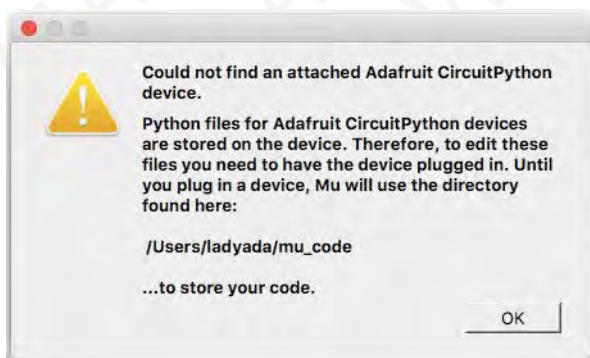 Could not find an attached Adafruit CircuitPython
device.
Python files for Adafruit CircuitPython devices
are stored on the device. Therefore, to edit these
files you need to have the device plugged in. Until
you plug in a device, Mu will use the directory
found here:
/Users/ladyada/mu_code
...to store your code.
OK